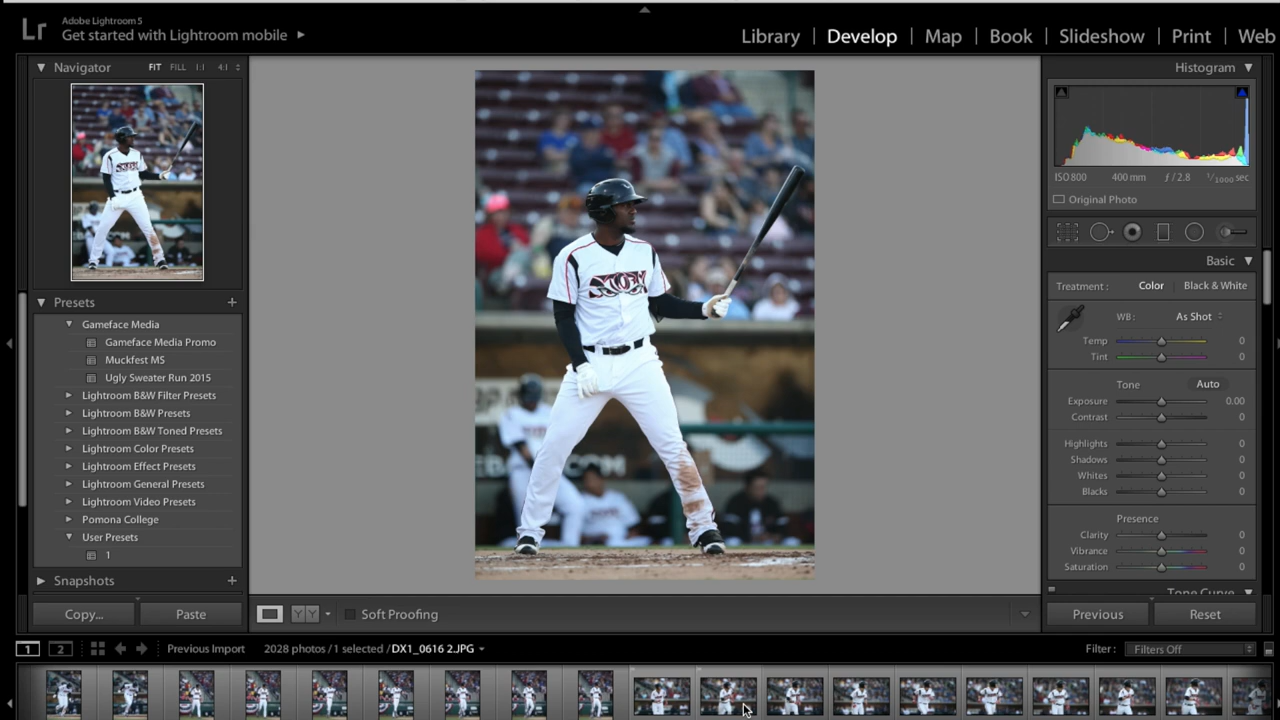 Adobe Lightroom 5
Lr Get started with Lightroom mobile
Library | Develop | Map | Book | Slideshow | Print | Web
Navigator FIT FILL 1:1 4:1
Histogram
ISO 800 400 mm ƒ / 2.8 1/1000 sec
Original Photo
Basic
Treatment : Color Black & White
WB : As Shot
Temp 0
Tint 0
Tone Auto
Exposure 0.00
Contrast 0
Highlights 0
Shadows 0
Whites 0
Blacks 0
Presence
Clarity 0
Vibrance 0
Saturation 0
Tone Curve
Previous Reset
Presets +
Gameface Media
Gameface Media Promo
Muckfest MS
Ugly Sweater Run 2015
Lightroom B&W Filter Presets
Lightroom B&W Presets
Lightroom B&W Toned Presets
Lightroom Color Presets
Lightroom Effect Presets
Lightroom General Presets
Lightroom Video Presets
Pomona College
User Presets
1
Snapshots +
Copy... Paste
STORM
YY Soft Proofing
1 2 Previous Import 2028 photos / 1 selected / DX1_0616 2.JPG
Filter : Filters Off